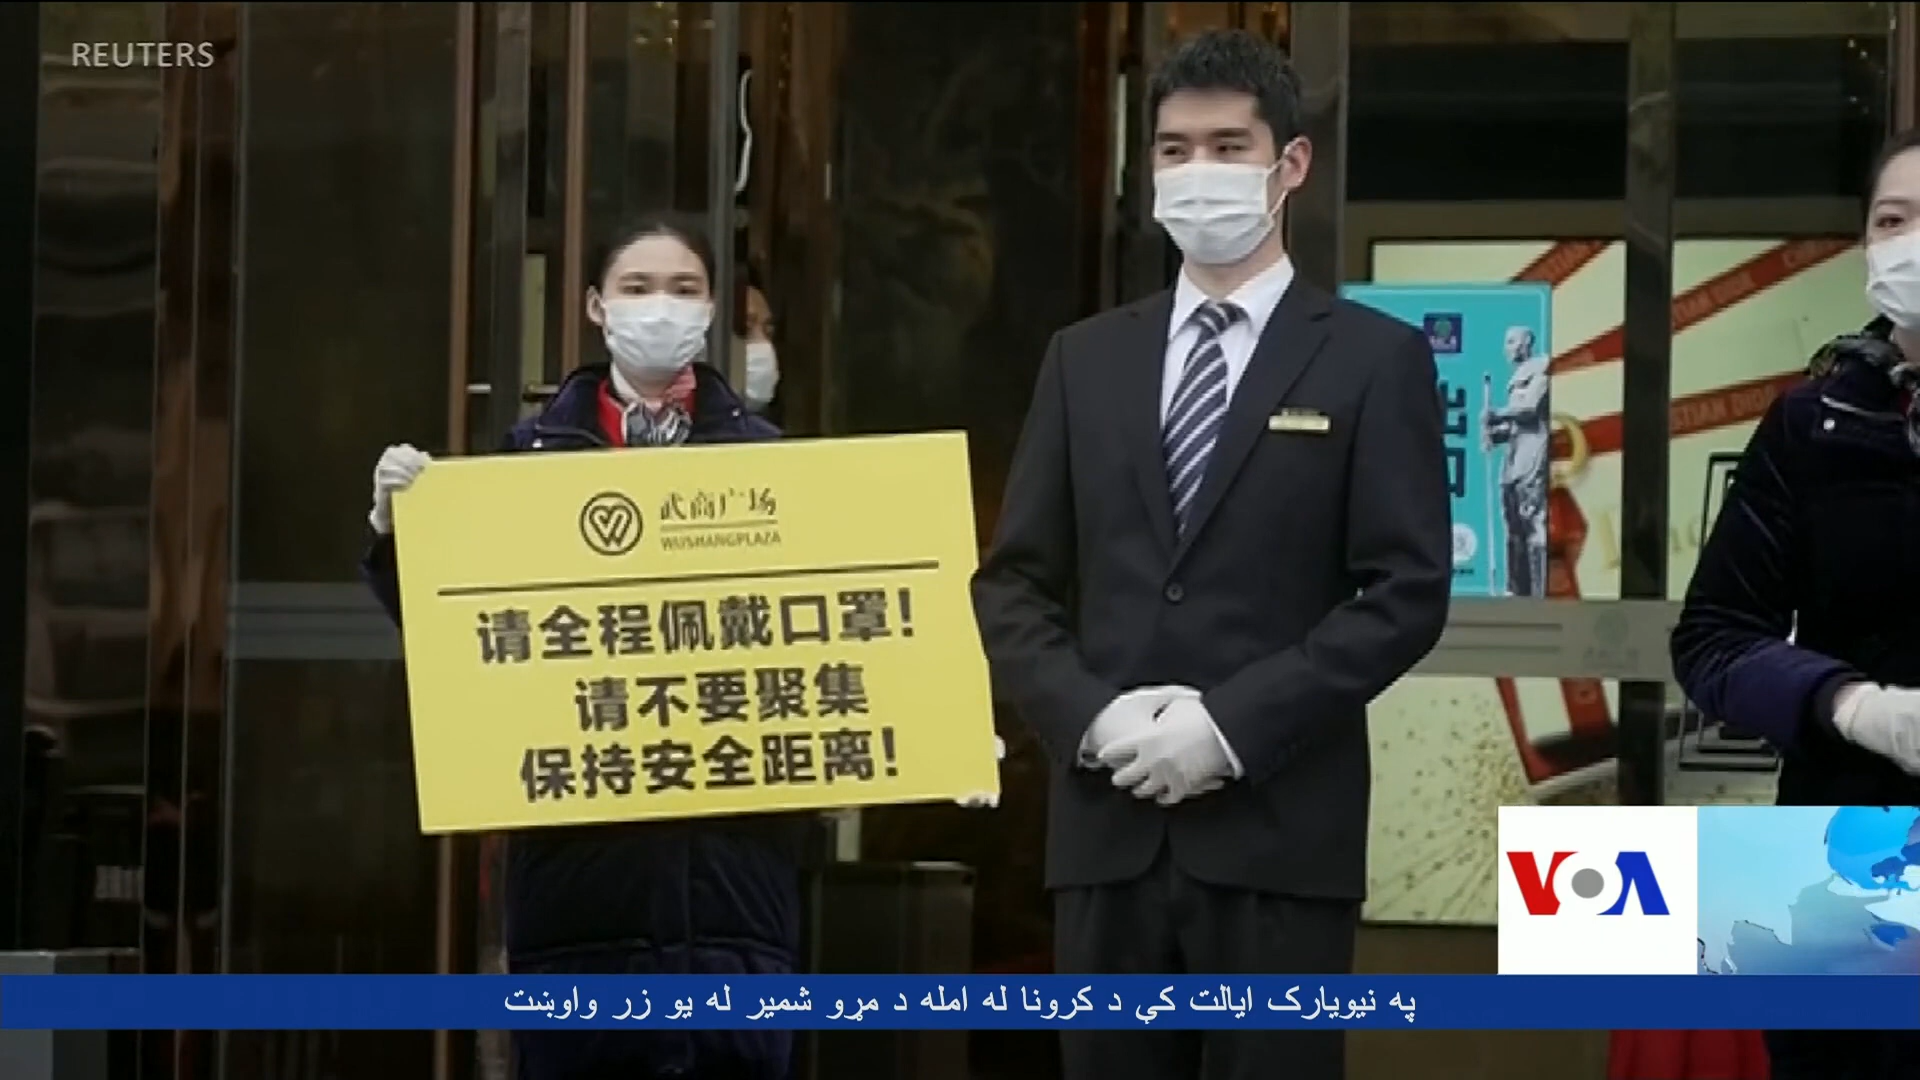 REUTERS
武商广场
WUSHANGPLAZA
请全程佩戴口罩!
请不要聚集
保持安全距离!
VOA
په نیویارک ایالت کې د کرونا له امله د مړو شمیر له یو زر واوښت